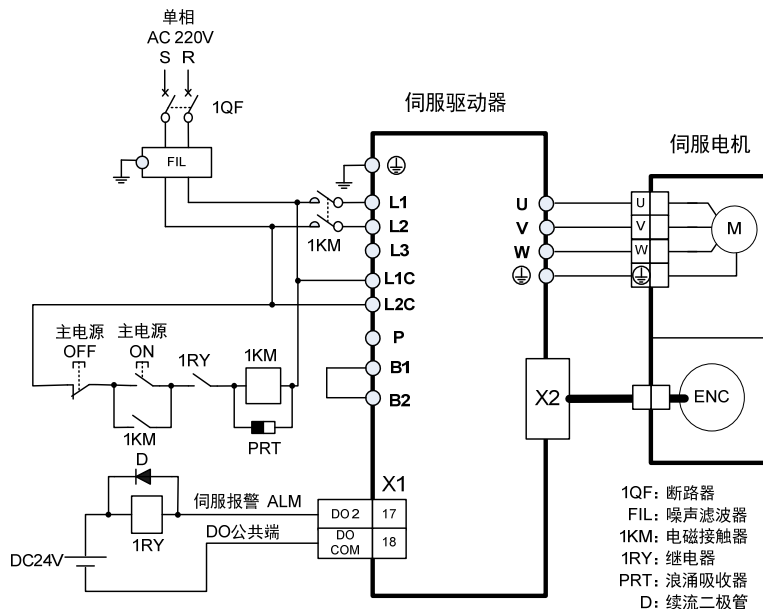 单相
AC 220V
S R
1QF
伺服驱动器
伺服电机
FIL
L1
L2
1KM
L3
L1C
L2C
P
B1
B2
U
V
W
U
V
W
M
主电源
OFF
主电源
ON
1RY
1KM
1KM
PRT
X2
ENC
D
1RY
DC24V
伺服报警 ALM
DO公共端
X1
DO 2 17
DO
COM
18
1QF: 断路器
FIL: 噪声滤波器
1KM: 电磁接触器
1RY: 继电器
PRT: 浪涌吸收器
D: 续流二极管